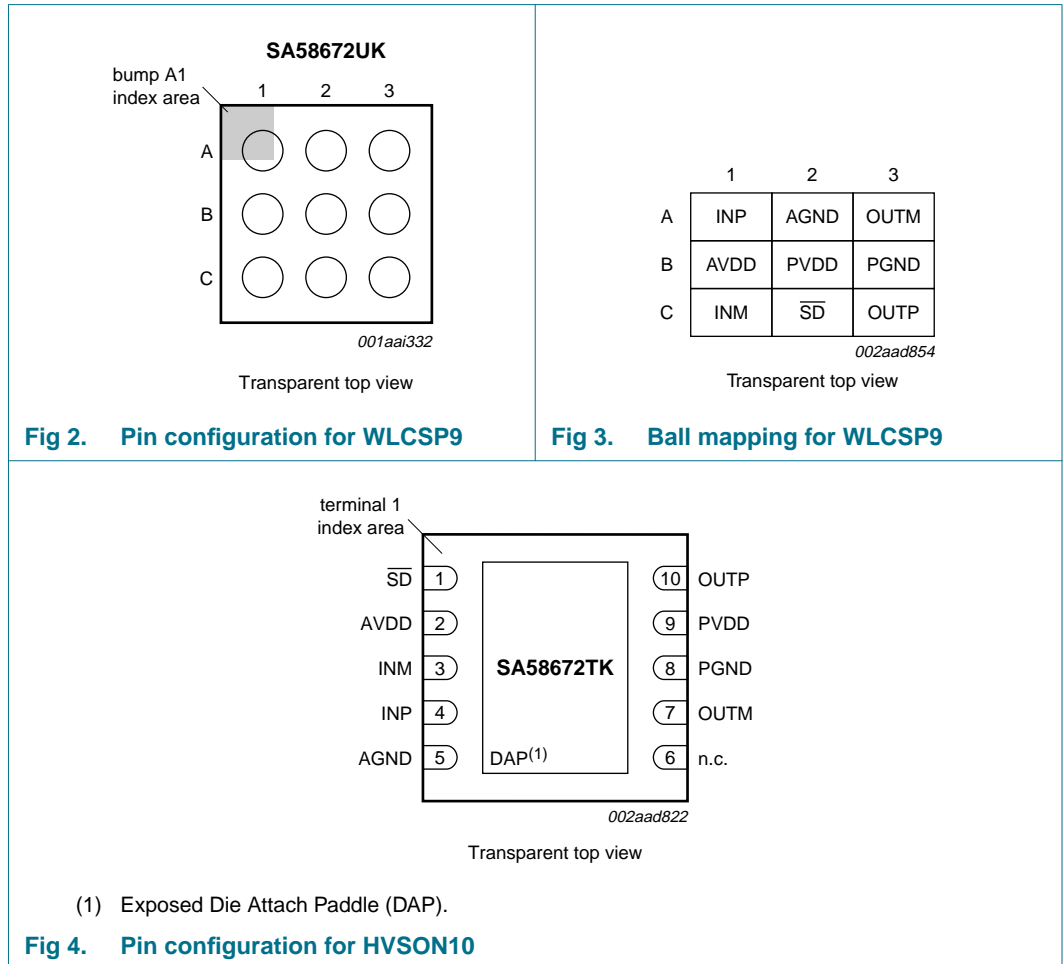 SA58672UK
bump A1
index area
1 2 3
A
B
C
001aai332
Transparent top view
Fig 2. Pin configuration for WLCSP9
1 2 3
A INP AGND OUTM
B AVDD PVDD PGND
C INM S̅D̅ OUTP
002aad854
Transparent top view
Fig 3. Ball mapping for WLCSP9
terminal 1
index area
S̅D̅ 1 10 OUTP
AVDD 2 9 PVDD
INM 3 SA58672TK 8 PGND
INP 4 7 OUTM
AGND 5 DAP(1) 6 n.c.
002aad822
Transparent top view
(1) Exposed Die Attach Paddle (DAP).
Fig 4. Pin configuration for HVSON10